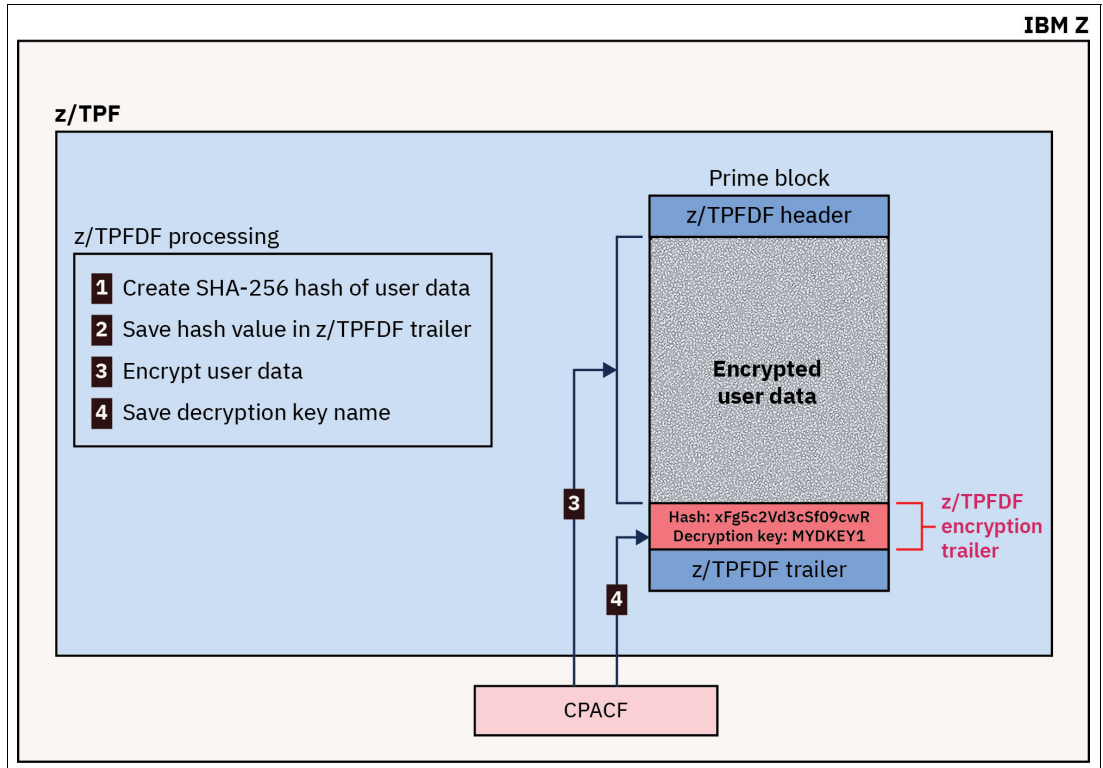 IBM Z
z/TPF
z/TPFDF processing
1 Create SHA-256 hash of user data
2 Save hash value in z/TPFDF trailer
3 Encrypt user data
4 Save decryption key name
Prime block
z/TPFDF header
Encrypted
user data
Hash: xFg5c2Vd3cSf09cwR
Decryption key: MYDKEY1
z/TPFDF trailer
z/TPFDF
encryption
trailer
3
4
CPACF